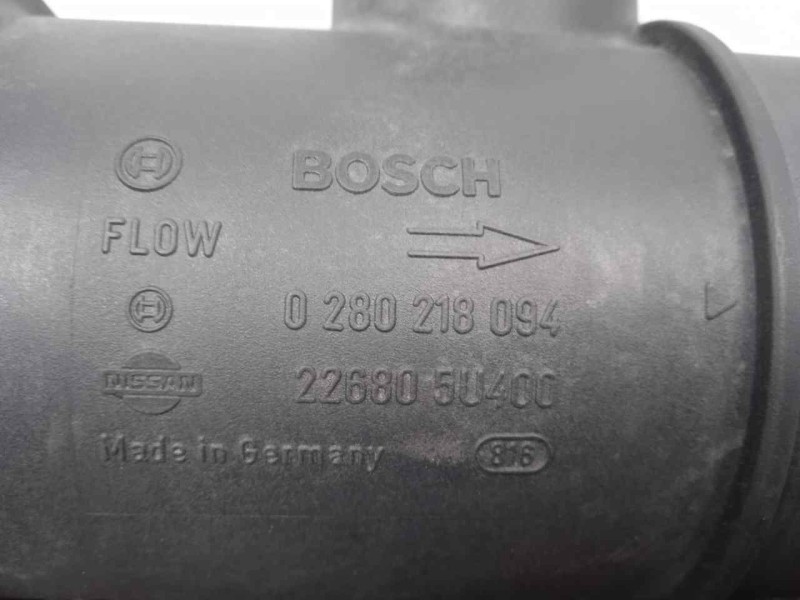 BOSCH
FLOW
0 280 218 094
NISSAN
22680 5U400
Made in Germany
816